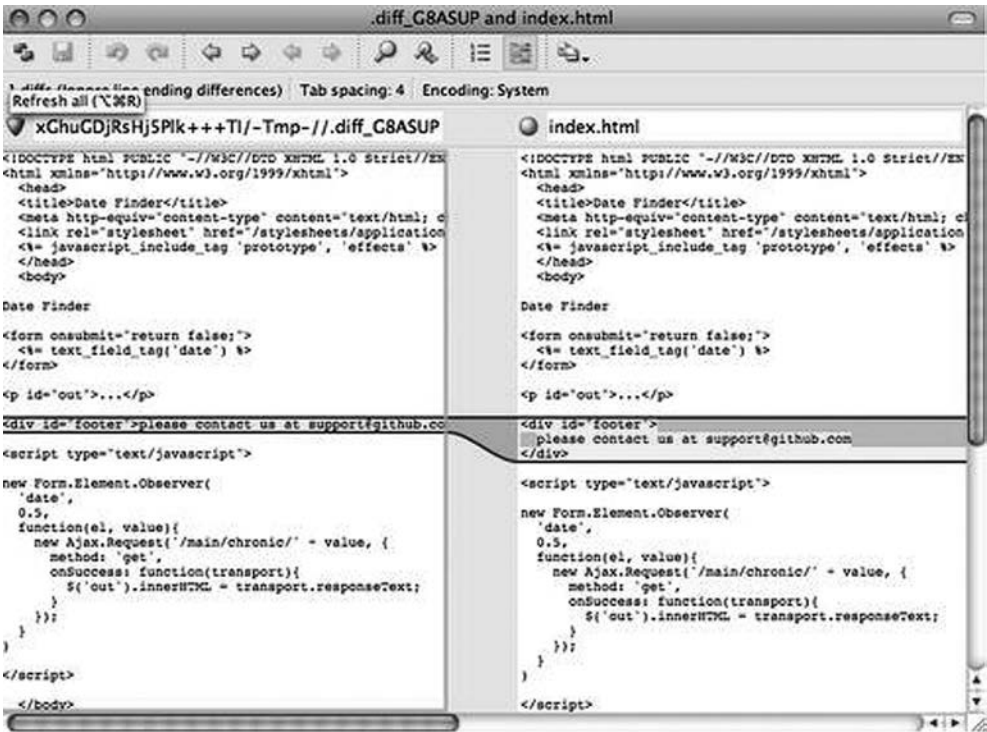 .diff_G8ASUP and index.html
ending differences) Tab spacing: 4 Encoding: System
Refresh all (⌥⌘R)
xGhuGDjRsHj5Plk+++TI/-Tmp-//.diff_G8ASUP
<!DOCTYPE html PUBLIC "-//W3C//DTD XHTML 1.0 Strict//EN
<html xmlns="http://www.w3.org/1999/xhtml">
<head>
<title>Date Finder</title>
<meta http-equiv="content-type" content="text/html; c
<link rel="stylesheet" href="/stylesheets/application
<%= javascript_include_tag 'prototype', 'effects' %>
</head>
<body>
Date Finder
<form onsubmit="return false;">
<%= text_field_tag('date') %>
</form>
<p id="out">...</p>
<div id="footer">please contact us at support@github.co
<script type="text/javascript">
new Form.Element.Observer(
'date',
0.5,
function(el, value){
new Ajax.Request('/main/chronic/' + value, {
method: 'get',
onSuccess: function(transport){
$('out').innerHTML = transport.responseText;
}
});
}
)
</script>
</body>
index.html
<!DOCTYPE html PUBLIC "-//W3C//DTD XHTML 1.0 Strict//EN
<html xmlns="http://www.w3.org/1999/xhtml">
<head>
<title>Date Finder</title>
<meta http-equiv="content-type" content="text/html; cl
<link rel="stylesheet" href="/stylesheets/application
<%= javascript_include_tag 'prototype', 'effects' %>
</head>
<body>
Date Finder
<form onsubmit="return false;">
<%= text_field_tag('date') %>
</form>
<p id="out">...</p>
<div id="footer">
please contact us at support@github.com
</div>
<script type="text/javascript">
new Form.Element.Observer(
'date',
0.5,
function(el, value){
new Ajax.Request('/main/chronic/' + value, {
method: 'get',
onSuccess: function(transport){
$('out').innerHTML = transport.responseText;
}
});
}
)
</script>